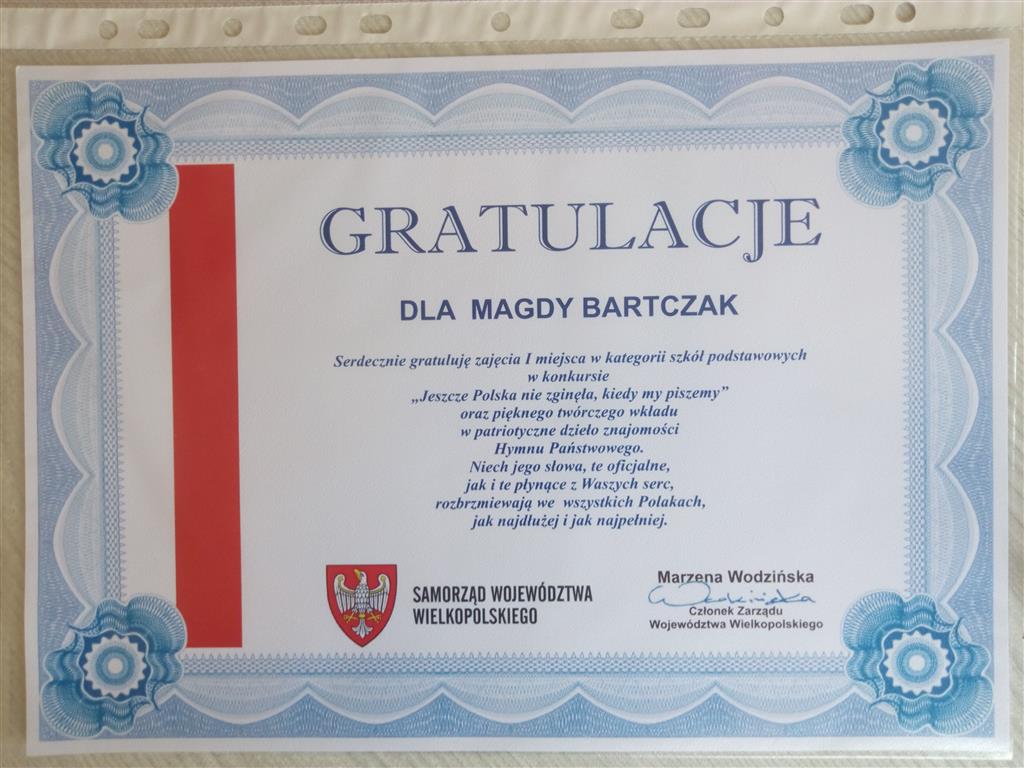 GRATULACJE
DLA MAGDY BARTCZAK
Serdecznie gratuluję zajęcia I miejsca w kategorii szkół podstawowych
w konkursie
„Jeszcze Polska nie zginęła, kiedy my piszemy”
oraz pięknego twórczego wkładu
w patriotyczne dzieło znajomości
Hymnu Państwowego.
Niech jego słowa, te oficjalne,
jak i te płynące z Waszych serc,
rozbrzmiewają we wszystkich Polakach,
jak najdłużej i jak najpełniej.
SAMORZĄD WOJEWÓDZTWA
WIELKOPOLSKIEGO
Marzena Wodzińska
Wodzińska
Członek Zarządu
Województwa Wielkopolskiego